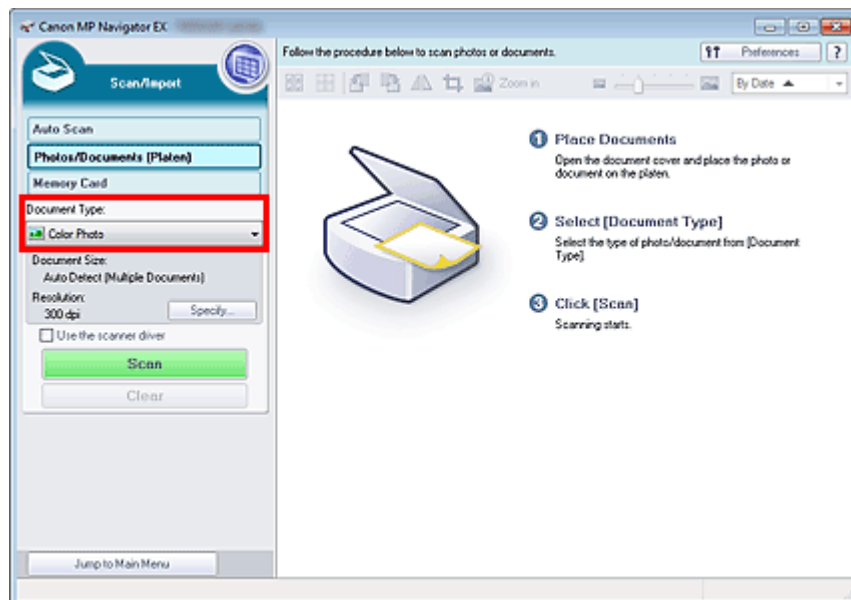 Canon MP Navigator EX
Scan/Import
Auto Scan
Photos/Documents (Platen)
Memory Card
Document Type:
Color Photo
Document Size:
Auto Detect (Multiple Documents)
Resolution:
300 dpi
Specify...
Use the scanner diver
Scan
Clear
Jump to Main Menu
Follow the procedure below to scan photos or documents.
Preferences
?
Zoom in
By Date
1 Place Documents
Open the document cover and place the photo or
document on the platen.
2 Select [Document Type]
Select the type of photo/document from [Document
Type].
3 Click [Scan]
Scanning starts.